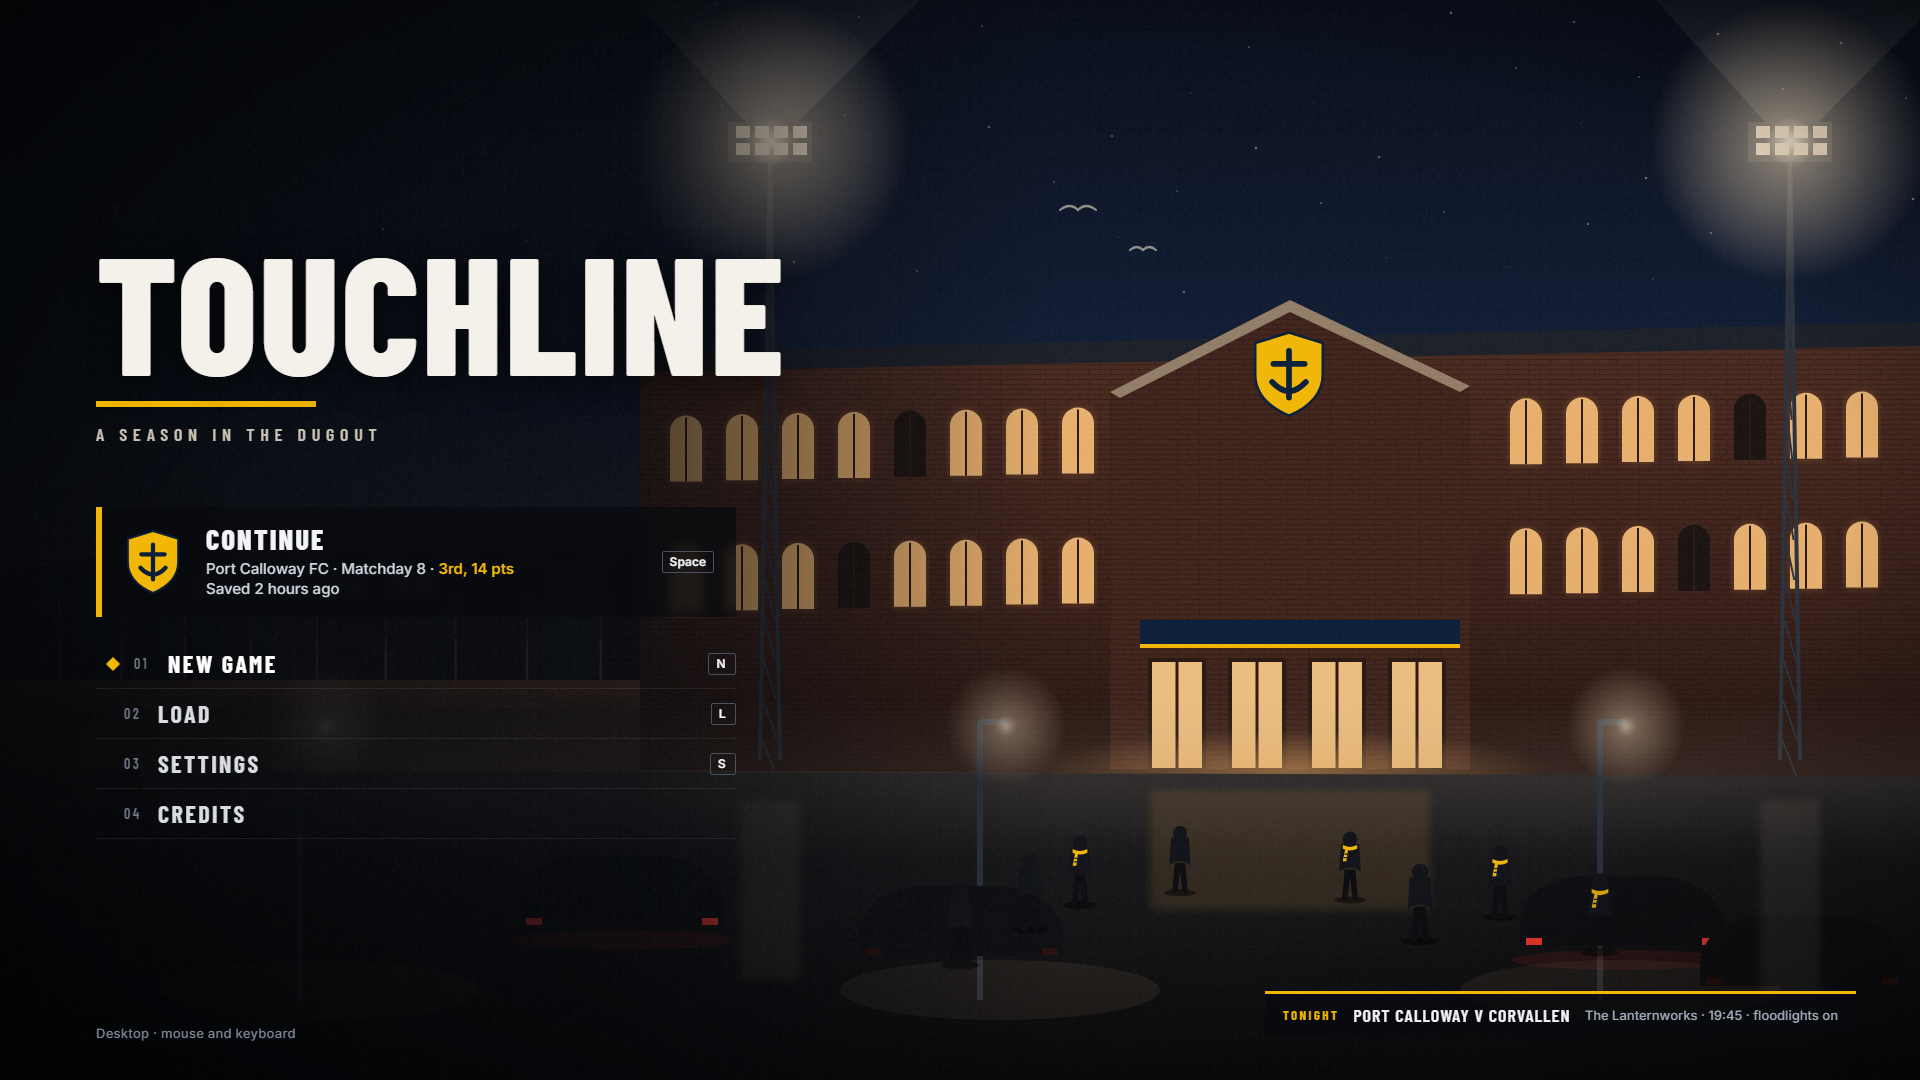 TOUCHLINE
A SEASON IN THE DUGOUT
CONTINUE
Port Calloway FC · Matchday 8 · 3rd, 14 pts
Saved 2 hours ago
Space
01 NEW GAME N
02 LOAD L
03 SETTINGS S
04 CREDITS
Desktop · mouse and keyboard
TONIGHT PORT CALLOWAY V CORVALLEN The Lanternworks · 19:45 · floodlights on